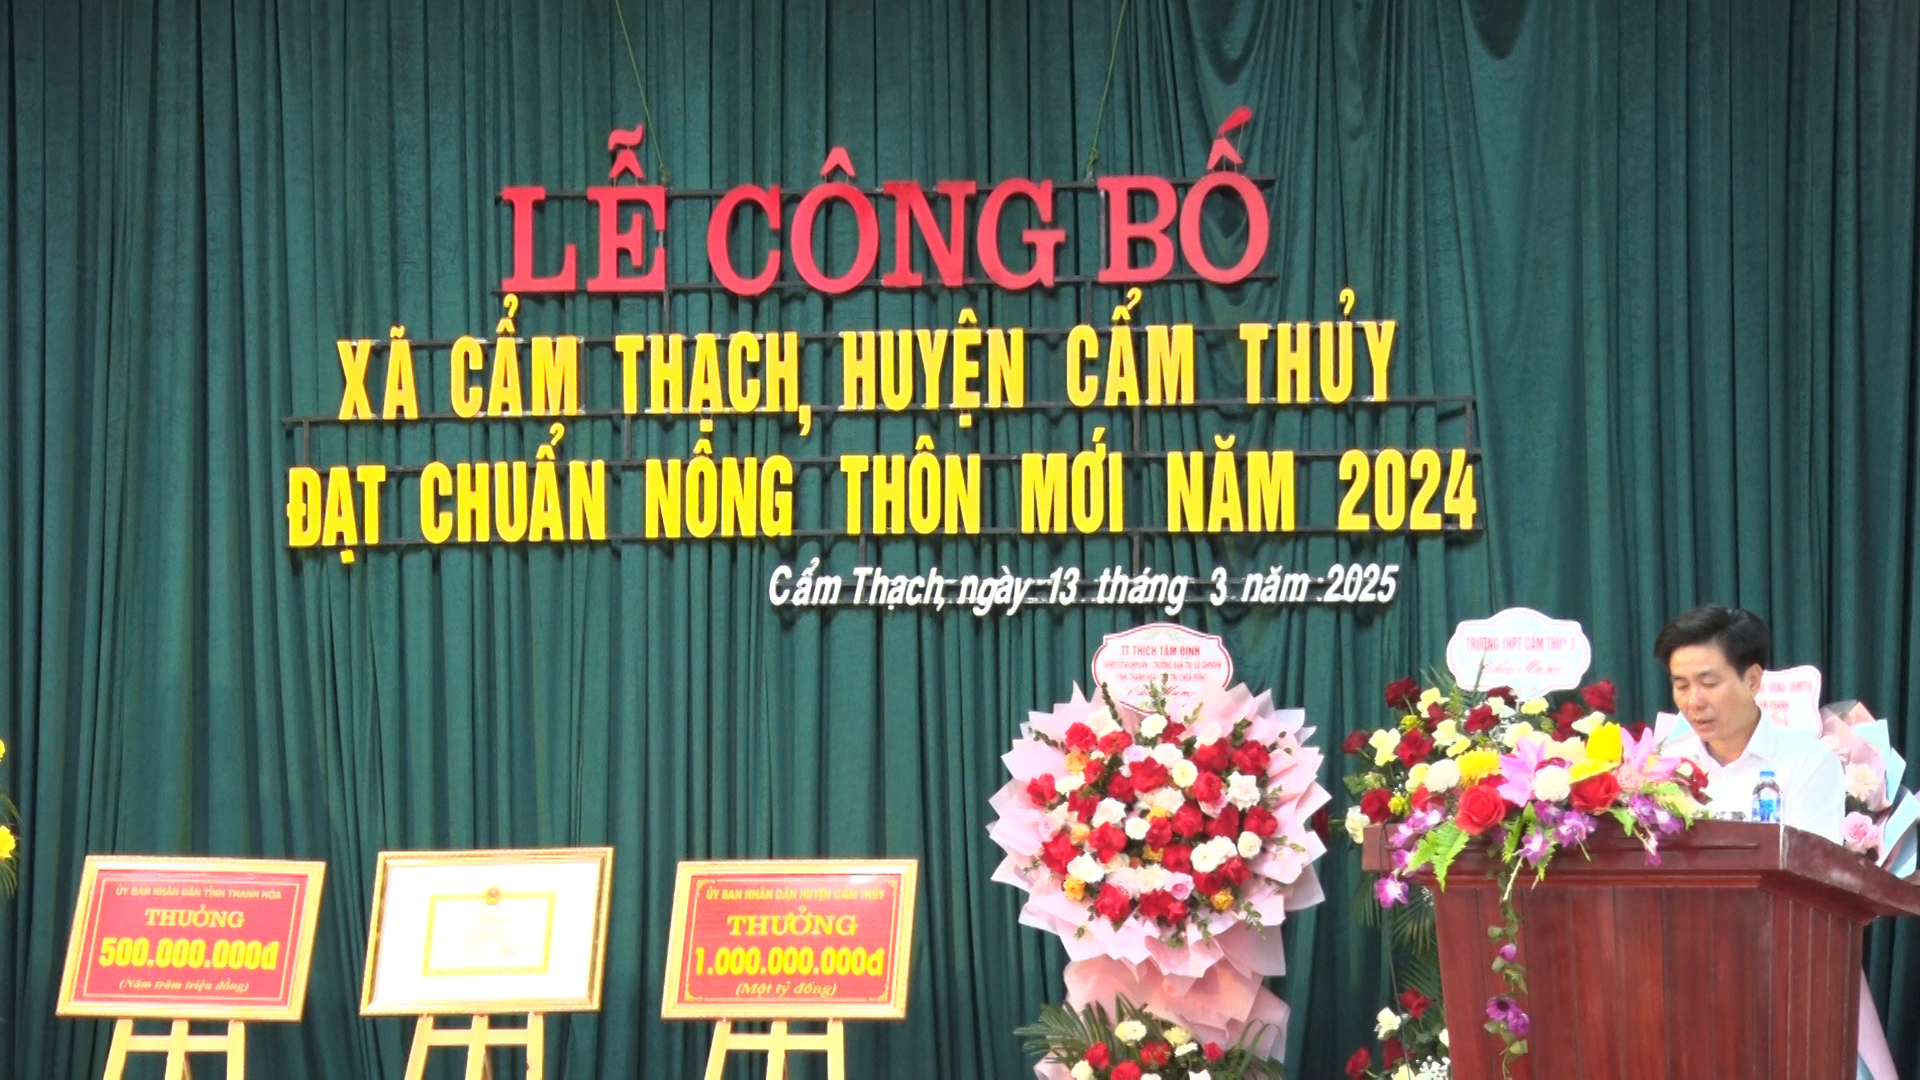 LỄ CÔNG BỐ
XÃ CẨM THẠCH, HUYỆN CẨM THỦY
ĐẠT CHUẨN NÔNG THÔN MỚI NĂM 2024
Cẩm Thạch, ngày 13 tháng 3 năm 2025
TT THÍCH TÂM ĐỊNH
TRƯỜNG THPT CẨM THUỶ 3
Chúc Mừng
ỦY BAN NHÂN DÂN TỈNH THANH HÓA
THƯỞNG
500.000.000đ
(Năm trăm triệu đồng)
ỦY BAN NHÂN DÂN HUYỆN CẨM THỦY
THƯỞNG
1.000.000.000đ
(Một tỷ đồng)